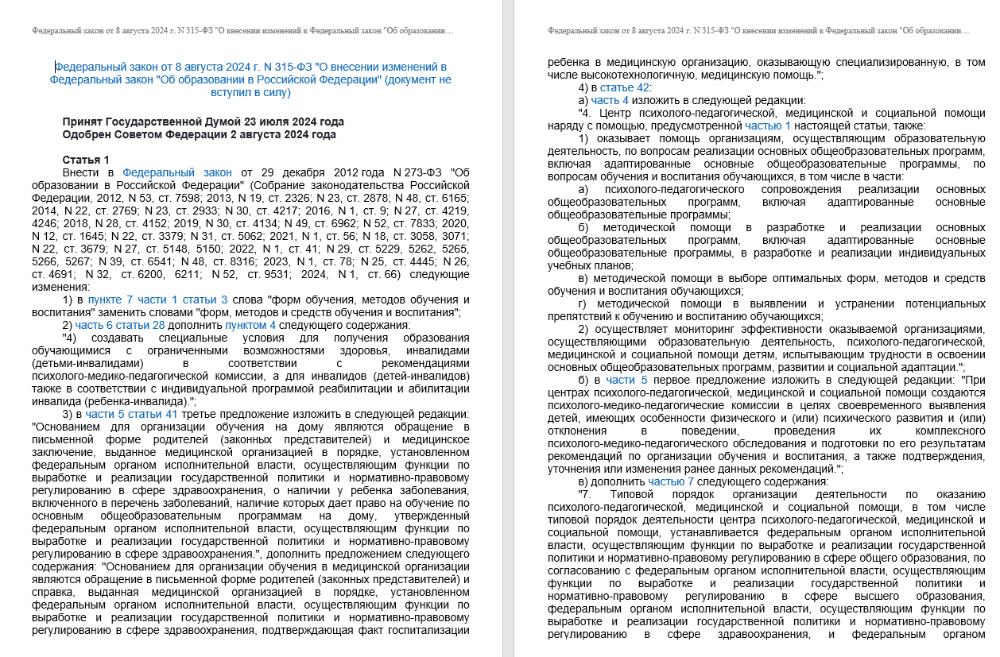 Федеральный закон от 8 августа 2024 г. N 315-ФЗ "О внесении изменений в Федеральный закон "Об образовании…
Федеральный закон от 8 августа 2024 г. N 315-ФЗ "О внесении изменений в
Федеральный закон "Об образовании в Российской Федерации" (документ не
вступил в силу)
Принят Государственной Думой 23 июля 2024 года
Одобрен Советом Федерации 2 августа 2024 года
Статья 1
Внести в Федеральный закон от 29 декабря 2012 года N 273-ФЗ "Об
образовании в Российской Федерации" (Собрание законодательства Российской
Федерации, 2012, N 53, ст. 7598; 2013, N 19, ст. 2326; N 23, ст. 2878; N 48, ст. 6165;
2014, N 22, ст. 2769; N 23, ст. 2933; N 30, ст. 4217; 2016, N 1, ст. 9; N 27, ст. 4219,
4246; 2018, N 28, ст. 4152; 2019, N 30, ст. 4134; N 49, ст. 6962; N 52, ст. 7833; 2020,
N 12, ст. 1645; N 22, ст. 3379; N 31, ст. 5062; 2021, N 1, ст. 56; N 18, ст. 3058, 3071;
N 22, ст. 3679; N 27, ст. 5148, 5150; 2022, N 1, ст. 41; N 29, ст. 5229, 5262, 5265,
5266, 5267; N 39, ст. 6541; N 48, ст. 8316; 2023, N 1, ст. 78; N 25, ст. 4445; N 26,
ст. 4691; N 32, ст. 6200, 6211; N 52, ст. 9531; 2024, N 1, ст. 66) следующие
изменения:
1) в пункте 7 части 1 статьи 3 слова "форм обучения, методов обучения и
воспитания" заменить словами "форм, методов и средств обучения и воспитания";
2) часть 6 статьи 28 дополнить пунктом 4 следующего содержания:
"4) создавать специальные условия для получения образования
обучающимися с ограниченными возможностями здоровья, инвалидами
(детьми-инвалидами) в соответствии с рекомендациями
психолого-медико-педагогической комиссии, а для инвалидов (детей-инвалидов)
также в соответствии с индивидуальной программой реабилитации и абилитации
инвалида (ребенка-инвалида).";
3) в части 5 статьи 41 третье предложение изложить в следующей редакции:
"Основанием для организации обучения на дому являются обращение в
письменной форме родителей (законных представителей) и медицинское
заключение, выданное медицинской организацией в порядке, установленном
федеральным органом исполнительной власти, осуществляющим функции по
выработке и реализации государственной политики и нормативно-правовому
регулированию в сфере здравоохранения, о наличии у ребенка заболевания,
включенного в перечень заболеваний, наличие которых дает право на обучение по
основным общеобразовательным программам на дому, утвержденный
федеральным органом исполнительной власти, осуществляющим функции по
выработке и реализации государственной политики и нормативно-правовому
регулированию в сфере здравоохранения.", дополнить предложением следующего
содержания: "Основанием для организации обучения в медицинской организации
являются обращение в письменной форме родителей (законных представителей) и
справка, выданная медицинской организацией в порядке, установленном
федеральным органом исполнительной власти, осуществляющим функции по
выработке и реализации государственной политики и нормативно-правовому
регулированию в сфере здравоохранения, подтверждающая факт госпитализации
Федеральный закон от 8 августа 2024 г. N 315-ФЗ "О внесении изменений в Федеральный закон "Об образовании…
ребенка в медицинскую организацию, оказывающую специализированную, в том
числе высокотехнологичную, медицинскую помощь.";
4) в статье 42:
а) часть 4 изложить в следующей редакции:
"4. Центр психолого-педагогической, медицинской и социальной помощи
наряду с помощью, предусмотренной частью 1 настоящей статьи, также:
1) оказывает помощь организациям, осуществляющим образовательную
деятельность, по вопросам реализации основных общеобразовательных программ,
включая адаптированные основные общеобразовательные программы, по
вопросам обучения и воспитания обучающихся, в том числе в части:
а) психолого-педагогического сопровождения реализации основных
общеобразовательных программ, включая адаптированные основные
общеобразовательные программы;
б) методической помощи в разработке и реализации основных
общеобразовательных программ, включая адаптированные основные
общеобразовательные программы, в разработке и реализации индивидуальных
учебных планов;
в) методической помощи в выборе оптимальных форм, методов и средств
обучения и воспитания обучающихся;
г) методической помощи в выявлении и устранении потенциальных
препятствий к обучению и воспитанию обучающихся;
2) осуществляет мониторинг эффективности оказываемой организациями,
осуществляющими образовательную деятельность, психолого-педагогической,
медицинской и социальной помощи детям, испытывающим трудности в освоении
основных общеобразовательных программ, развитии и социальной адаптации.";
б) в части 5 первое предложение изложить в следующей редакции: "При
центрах психолого-педагогической, медицинской и социальной помощи создаются
психолого-медико-педагогические комиссии в целях своевременного выявления
детей, имеющих особенности физического и (или) психического развития и (или)
отклонения в поведении, проведения их комплексного
психолого-медико-педагогического обследования и подготовки по его результатам
рекомендаций по организации обучения и воспитания, а также подтверждения,
уточнения или изменения ранее данных рекомендаций.";
в) дополнить частью 7 следующего содержания:
"7. Типовой порядок организации деятельности по оказанию
психолого-педагогической, медицинской и социальной помощи, в том числе
типовой порядок деятельности центра психолого-педагогической, медицинской и
социальной помощи, устанавливается федеральным органом исполнительной
власти, осуществляющим функции по выработке и реализации государственной
политики и нормативно-правовому регулированию в сфере общего образования, по
согласованию с федеральным органом исполнительной власти, осуществляющим
функции по выработке и реализации государственной политики и
нормативно-правовому регулированию в сфере высшего образования,
федеральным органом исполнительной власти, осуществляющим функции по
выработке и реализации государственной политики и нормативно-правовому
регулированию в сфере здравоохранения, и федеральным органом